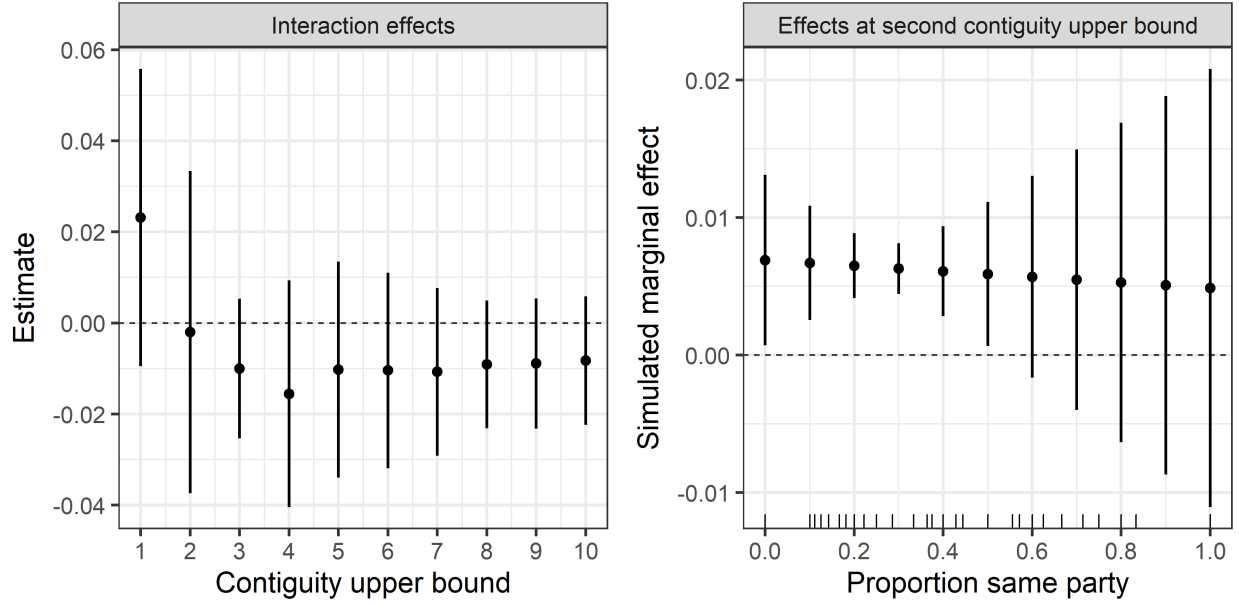 Interaction effects
Estimate
0.06
0.04
0.02
0.00
-0.02
-0.04
1 2 3 4 5 6 7 8 9 10
Contiguity upper bound
Effects at second contiguity upper bound
Simulated marginal effect
0.02
0.01
0.00
-0.01
0.0 0.2 0.4 0.6 0.8 1.0
Proportion same party